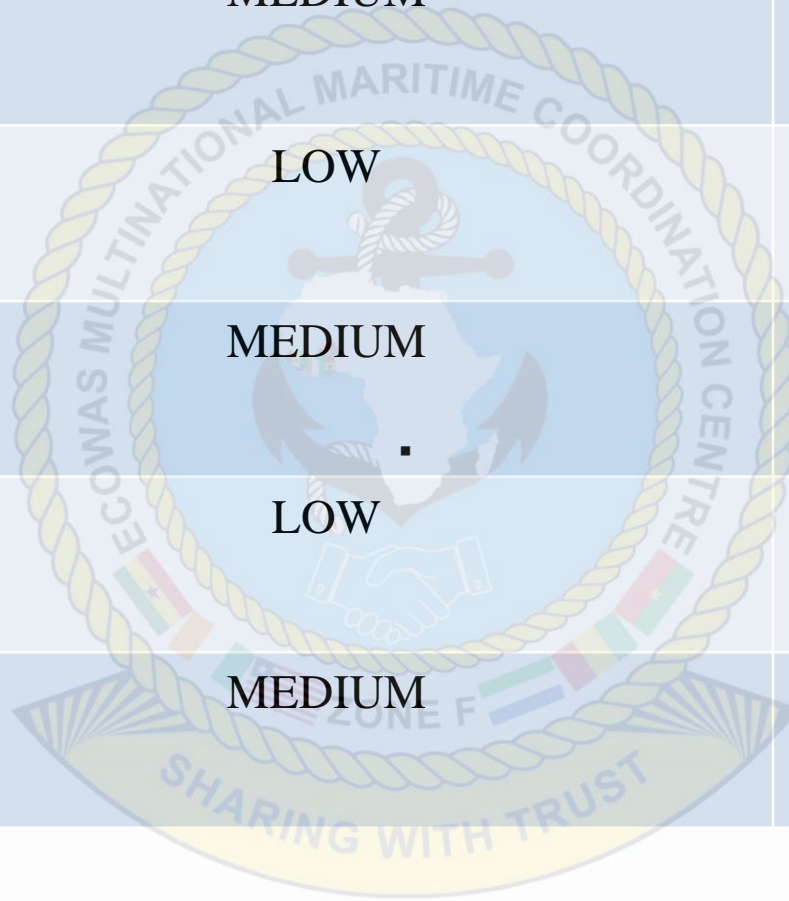 MEDIUM
ECOWAS MULTINATIONAL MARITIME COORDINATION CENTRE
LOW
MEDIUM
LOW
MEDIUM
ZONE F
SHARING WITH TRUST